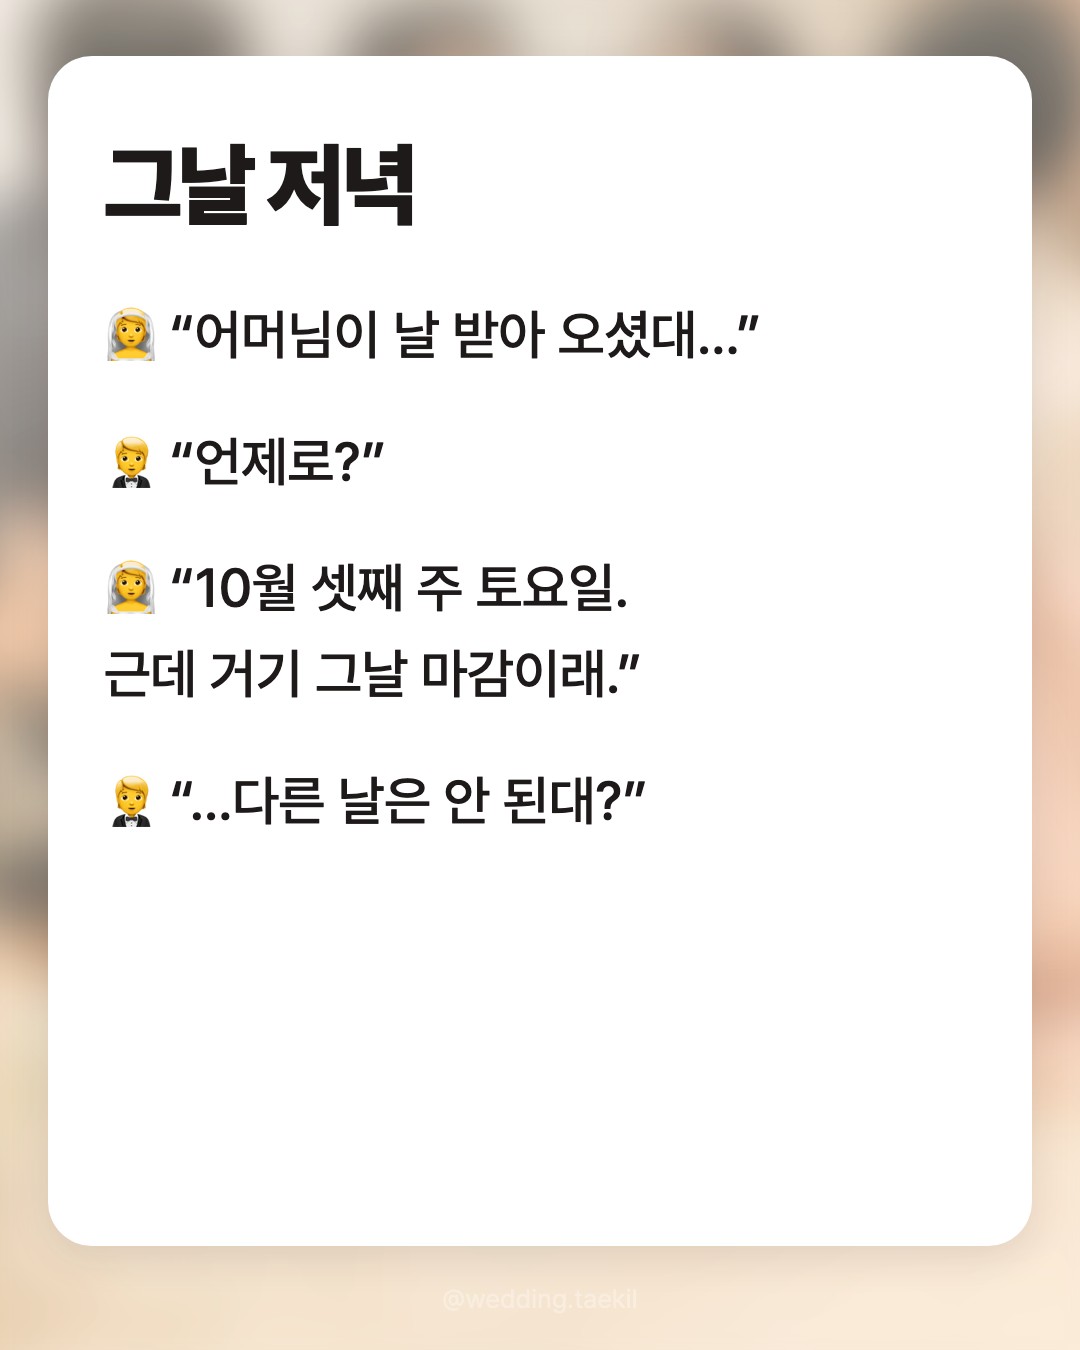 그날 저녁
👰 “어머님이 날 받아 오셨대...”
🤵 “언제로?”
👰 “10월 셋째 주 토요일.
근데 거기 그날 마감이래.”
🤵 “...다른 날은 안 된대?”
@wedding.taekil